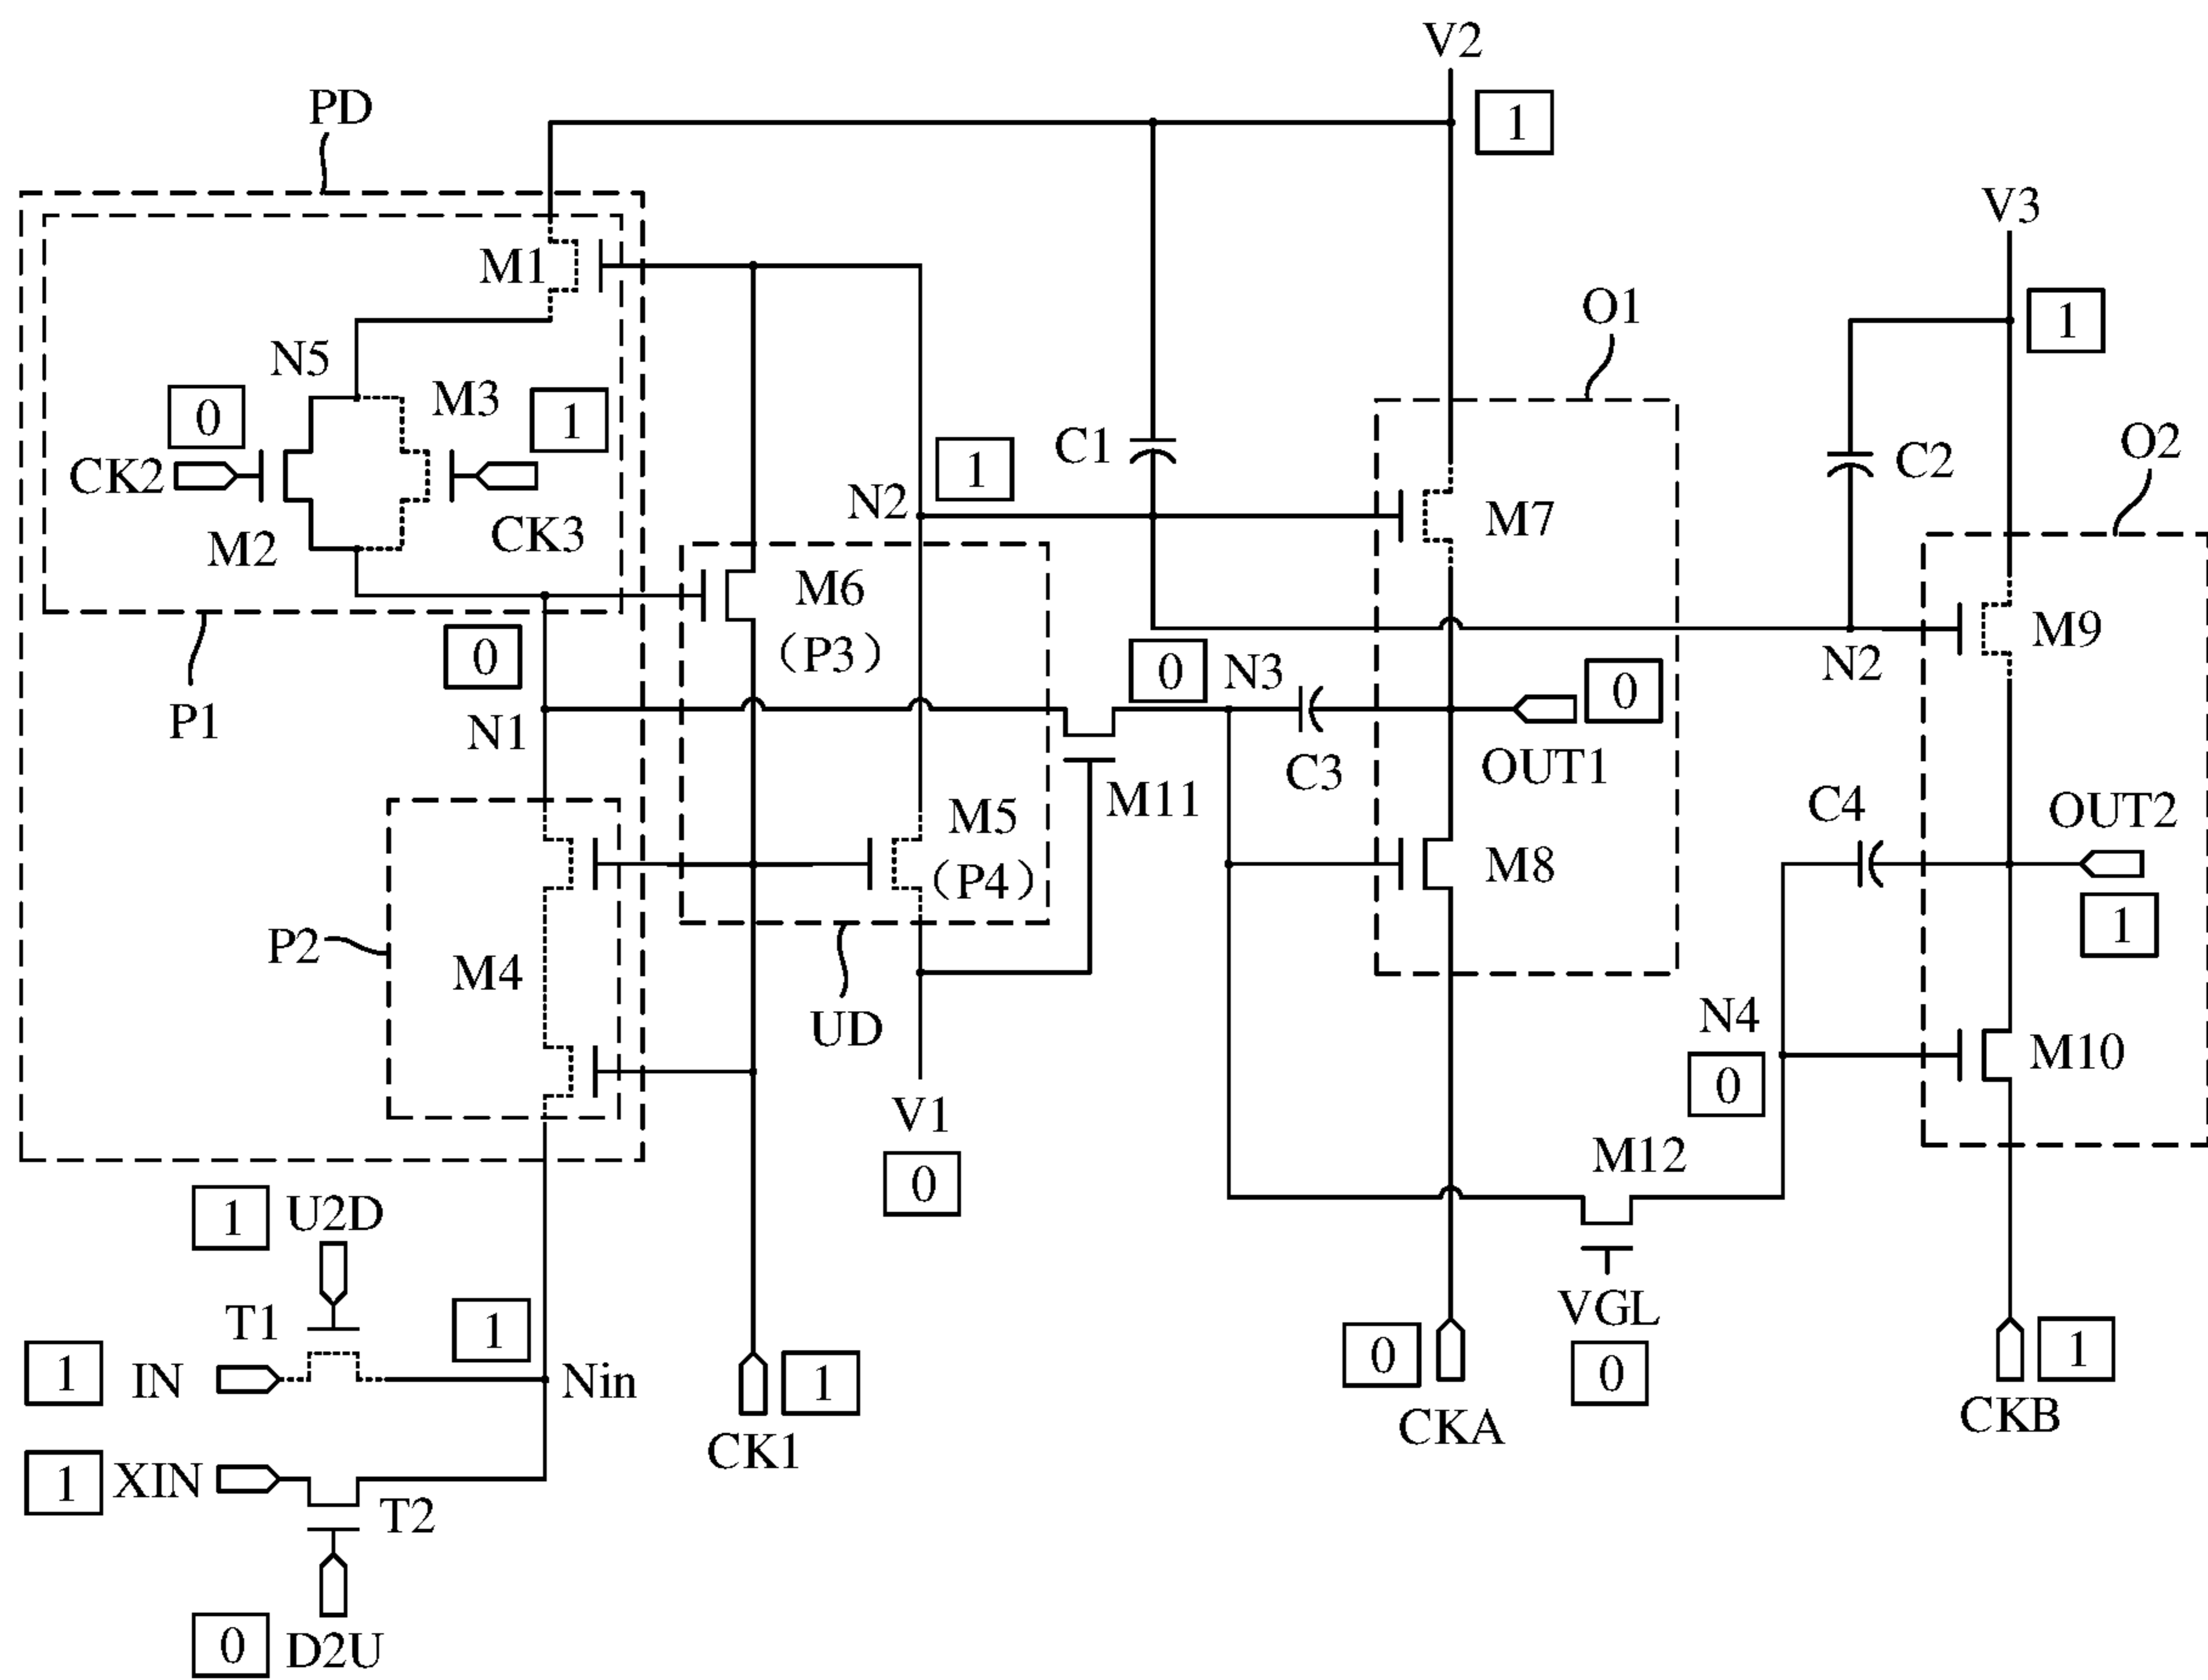 V2
1
PD
V3
1
M1
O1
N5
0
M3
1
CK2
M2
CK3
C1
1
N2
M7
C2
O2
M6
(P3)
0
N3
0
M9
N2
0
P1
N1
C3
OUT1
M11
M5
(P4)
M8
C4
OUT2
1
P2
M4
UD
N4
0
M10
V1
0
M12
1
U2D
T1
1
VGL
0
1
IN
Nin
1
CK1
0
CKA
1
CKB
1
XIN
T2
0
D2U